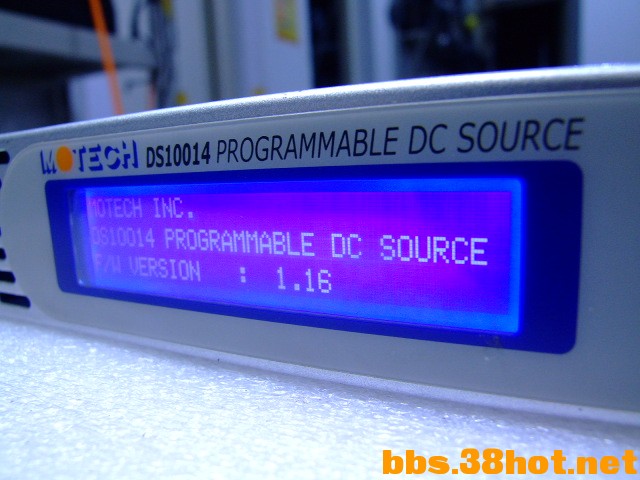 MOTECH DS10014 PROGRAMMABLE DC SOURCE
MOTECH INC.
DS10014 PROGRAMMABLE DC SOURCE
F/W VERSION : 1.16
bbs.38hot.net